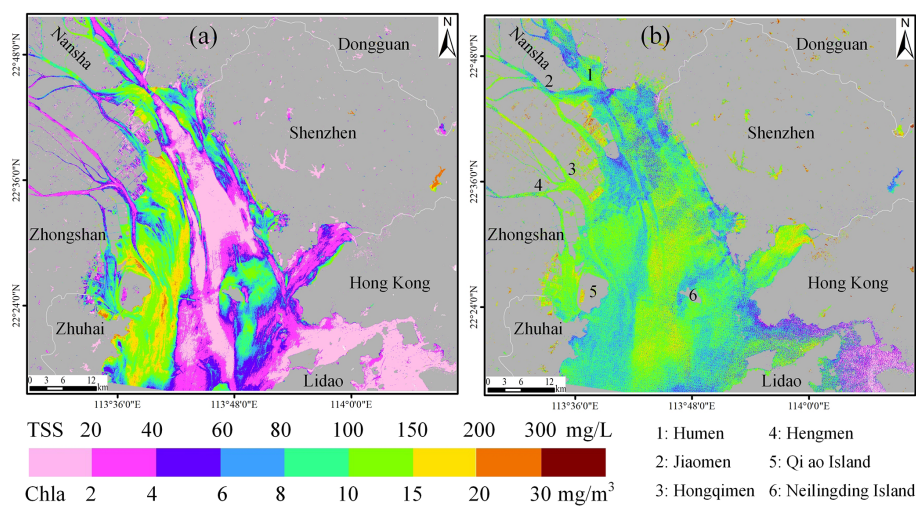 (a)
N
Dongguan
Nansha
Shenzhen
Zhongshan
Hong Kong
Zhuhai
Lidao
22°48'0"N
22°36'0"N
22°24'0"N
0 3 6 12
km
113°36'0"E 113°48'0"E 114°0'0"E
(b)
N
Dongguan
Nansha
1
2
Shenzhen
3
4
Zhongshan
Hong Kong
5
6
Zhuhai
Lidao
22°48'0"N
22°36'0"N
22°24'0"N
0 3 6 12
km
113°36'0"E 113°48'0"E 114°0'0"E
TSS 20 40 60 80 100 150 200 300 mg/L
Chla 2 4 6 8 10 15 20 30 mg/m³
1: Humen 4: Hengmen
2: Jiaomen 5: Qi ao Island
3: Hongqimen 6: Neilingding Island